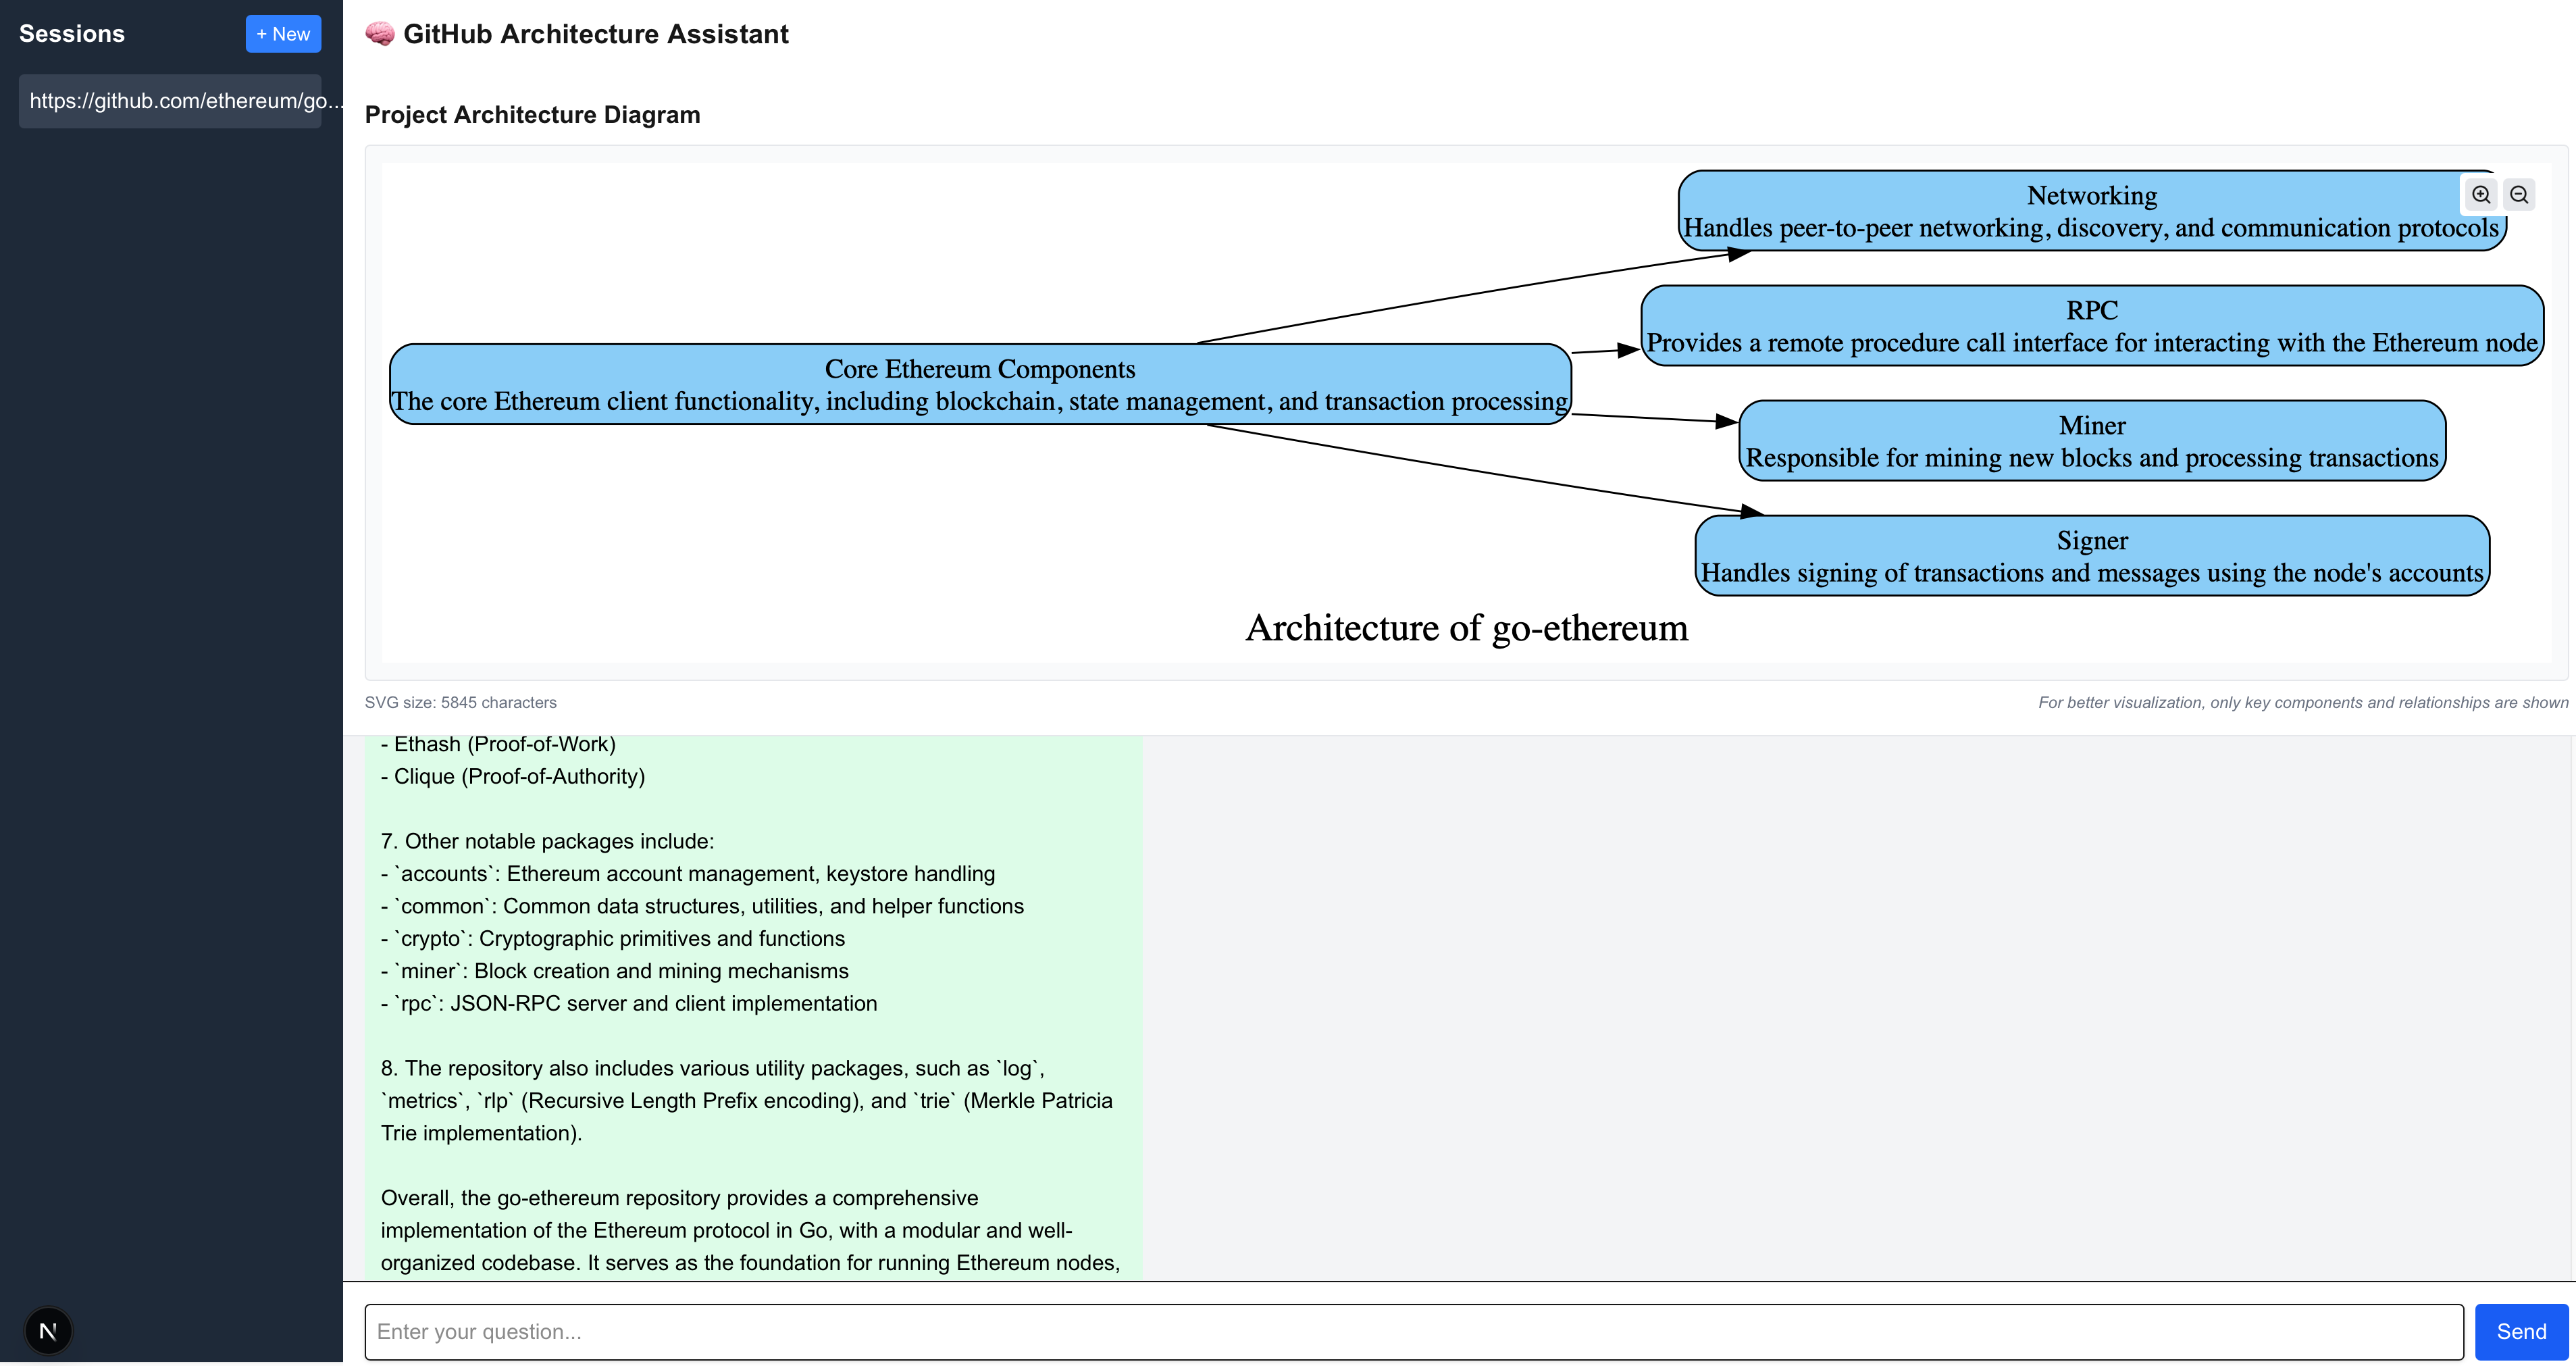 Sessions
+ New
https://github.com/ethereum/go...
🧠 GitHub Architecture Assistant
Project Architecture Diagram
Networking
Handles peer-to-peer networking, discovery, and communication protocols
RPC
Provides a remote procedure call interface for interacting with the Ethereum node
Core Ethereum Components
The core Ethereum client functionality, including blockchain, state management, and transaction processing
Miner
Responsible for mining new blocks and processing transactions
Signer
Handles signing of transactions and messages using the node's accounts
Architecture of go-ethereum
SVG size: 5845 characters
For better visualization, only key components and relationships are shown
- Ethash (Proof-of-Work)
- Clique (Proof-of-Authority)
7. Other notable packages include:
- `accounts`: Ethereum account management, keystore handling
- `common`: Common data structures, utilities, and helper functions
- `crypto`: Cryptographic primitives and functions
- `miner`: Block creation and mining mechanisms
- `rpc`: JSON-RPC server and client implementation
8. The repository also includes various utility packages, such as `log`,
`metrics`, `rlp` (Recursive Length Prefix encoding), and `trie` (Merkle Patricia
Trie implementation).
Overall, the go-ethereum repository provides a comprehensive
implementation of the Ethereum protocol in Go, with a modular and well-
organized codebase. It serves as the foundation for running Ethereum nodes,
N
Enter your question...
Send